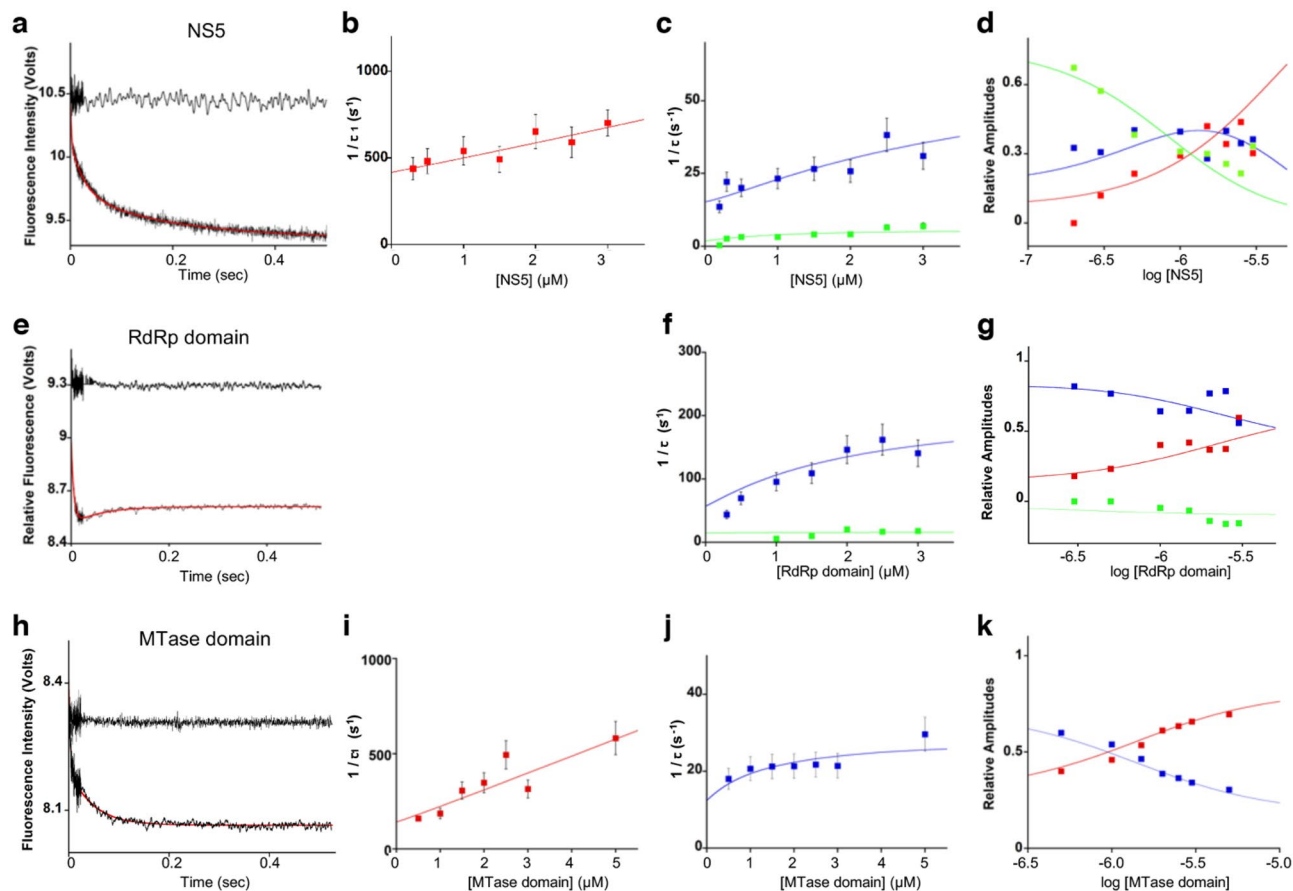 a
NS5
Fluorescence Intensity (Volts)
10.5
10
9.5
0
0.2
0.4
Time (sec)
b
1 / τ 1 (s⁻¹)
1000
500
0
0
1
2
3
[NS5] (µM)
c
1 / τ (s⁻¹)
50
25
0
0
1
2
3
[NS5] (µM)
d
Relative Amplitudes
0.6
0.3
0
-7
-6.5
-6
-5.5
log [NS5]
e
RdRp domain
Relative Fluorescence (Volts)
9.3
9
8.7
8.4
0
0.2
0.4
Time (sec)
f
1 / τ (s⁻¹)
300
200
100
0
0
1
2
3
[RdRp domain] (µM)
g
Relative Amplitudes
1
0.5
0
-6.5
-6
-5.5
log [RdRp domain]
h
MTase domain
Fluorescence Intensity (Volts)
8.4
8.1
0
0.2
0.4
Time (sec)
i
1 / τ1 (s⁻¹)
1000
500
0
0
1
2
3
4
5
[MTase domain] (µM)
j
1 / τ (s⁻¹)
40
20
0
0
1
2
3
4
5
[MTase domain] (µM)
k
Relative Amplitudes
1
0.5
0
-6.5
-6.0
-5.5
-5.0
log [MTase domain]